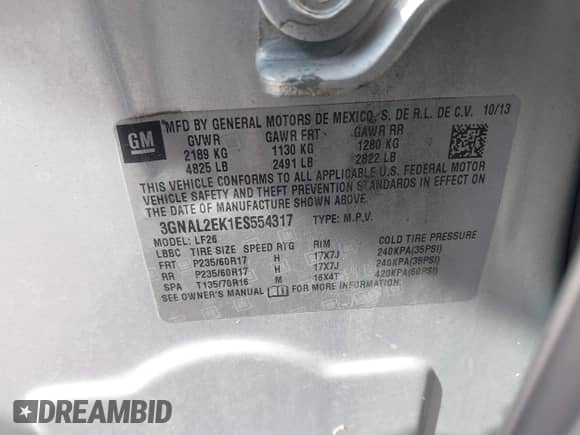 GM
MFD BY GENERAL MOTORS DE MEXICO, S. DE R.L. DE C.V. 10/13
GVWR GAWR FRT GAWR RR
2189 KG 1130 KG 1280 KG
4825 LB 2491 LB 2822 LB
THIS VEHICLE CONFORMS TO ALL APPLICABLE U.S. FEDERAL MOTOR
VEHICLE SAFETY AND THEFT PREVENTION STANDARDS IN EFFECT ON
THE DATE OF MANUFACTURE SHOWN ABOVE.
3GNAL2EK1ES554317 TYPE: M.P.V.
MODEL: LF26
LBBC TIRE SIZE SPEED RTG RIM COLD TIRE PRESSURE
FRT P235/60R17 H 17X7J 240KPA(35PSI)
RR P235/60R17 H 17X7J 240KPA(35PSI)
SPA T135/70R16 M 16X4T 420KPA(60PSI)
SEE OWNER'S MANUAL FOR MORE INFORMATION.
DREAMBID